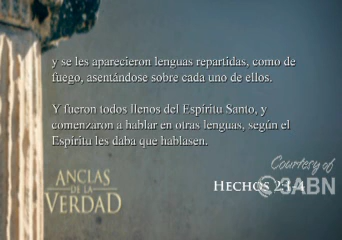 y se les aparecieron lenguas repartidas, como de
fuego, asentándose sobre cada uno de ellos.
Y fueron todos llenos del Espíritu Santo, y
comenzaron a hablar en otras lenguas, según el
Espíritu les daba que hablasen.
Courtesy of
3ABN
Hechos 2:1-4
Anclas
de la
Verdad